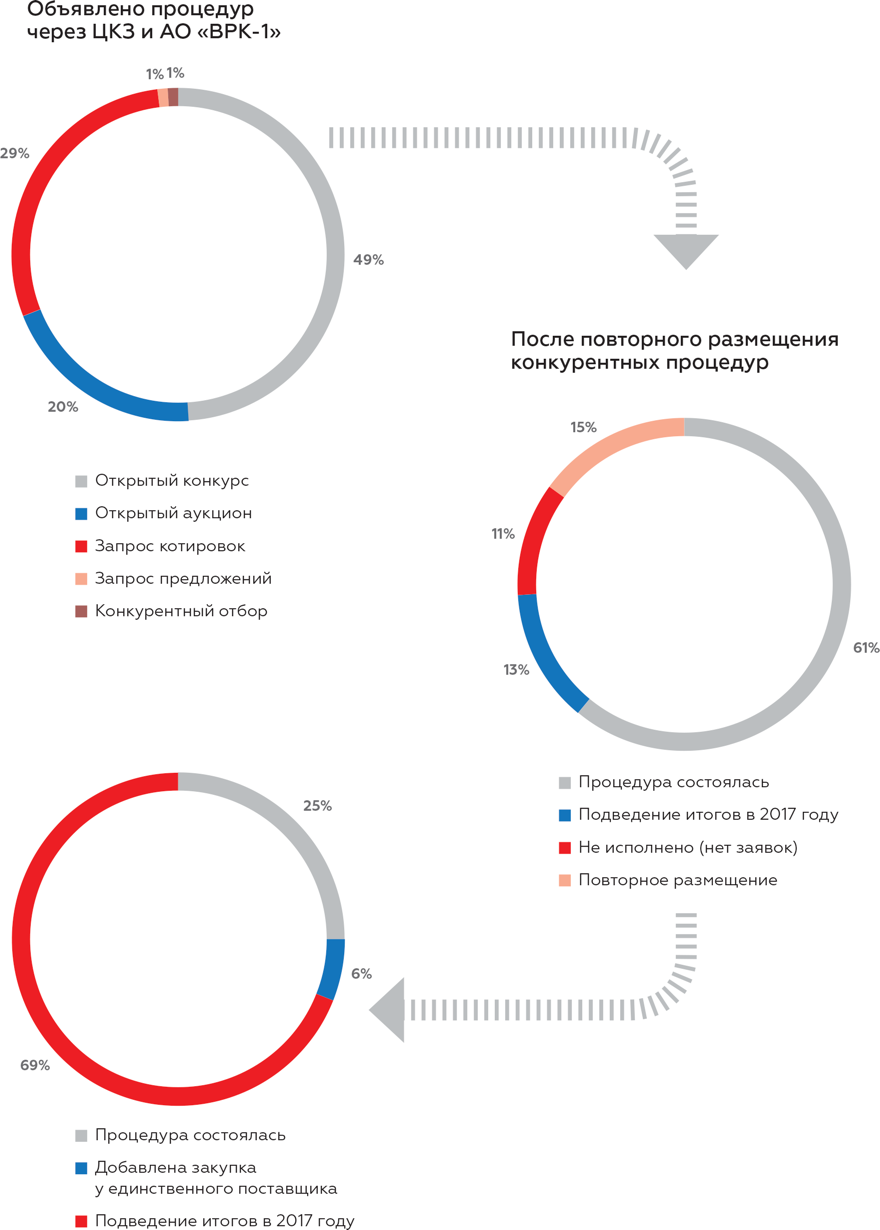 Объявлено процедур
через ЦКЗ и АО «ВРК-1»
1% 1%
29%
49%
20%
Открытый конкурс
Открытый аукцион
Запрос котировок
Запрос предложений
Конкурентный отбор
После повторного размещения
конкурентных процедур
15%
11%
61%
13%
Процедура состоялась
Подведение итогов в 2017 году
Не исполнено (нет заявок)
Повторное размещение
25%
6%
69%
Процедура состоялась
Добавлена закупка
у единственного поставщика
Подведение итогов в 2017 году